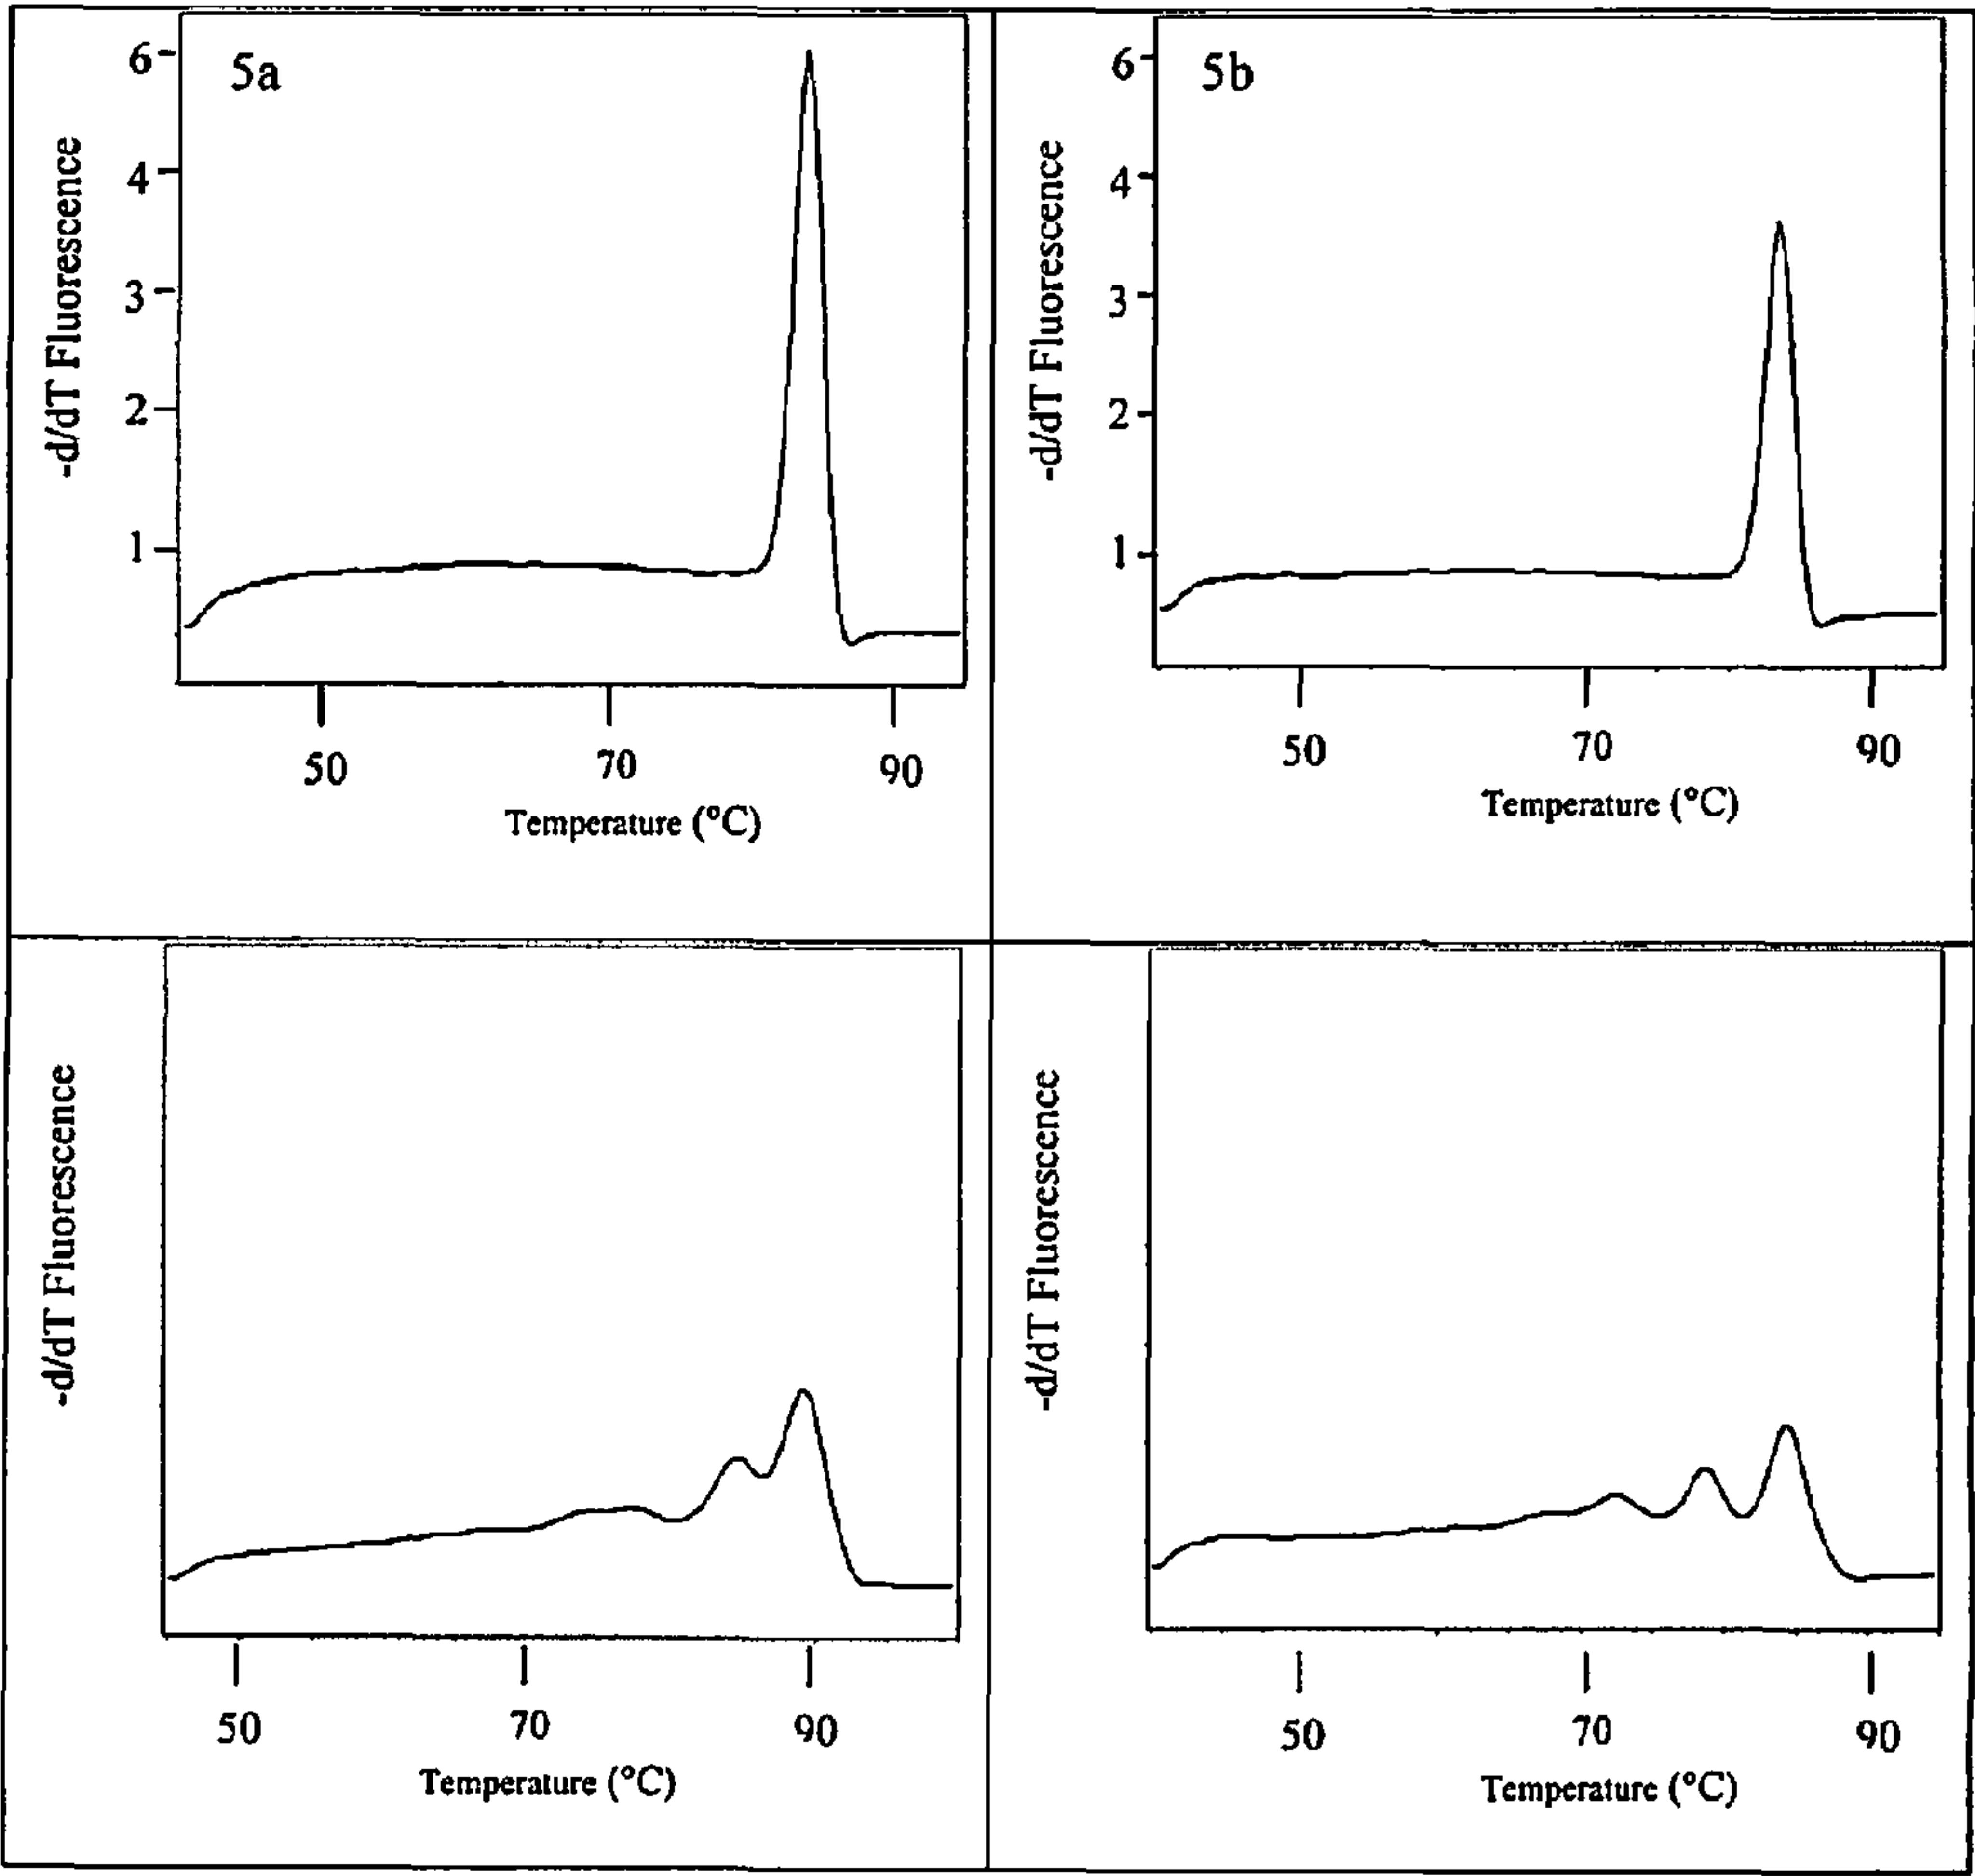 5a
-d/dT Fluorescence
6
4
3
2
1
50 70 90
Temperature (°C)
5b
-d/dT Fluorescence
6
4
3
2
1
50 70 90
Temperature (°C)
-d/dT Fluorescence
50 70 90
Temperature (°C)
-d/dT Fluorescence
50 70 90
Temperature (°C)